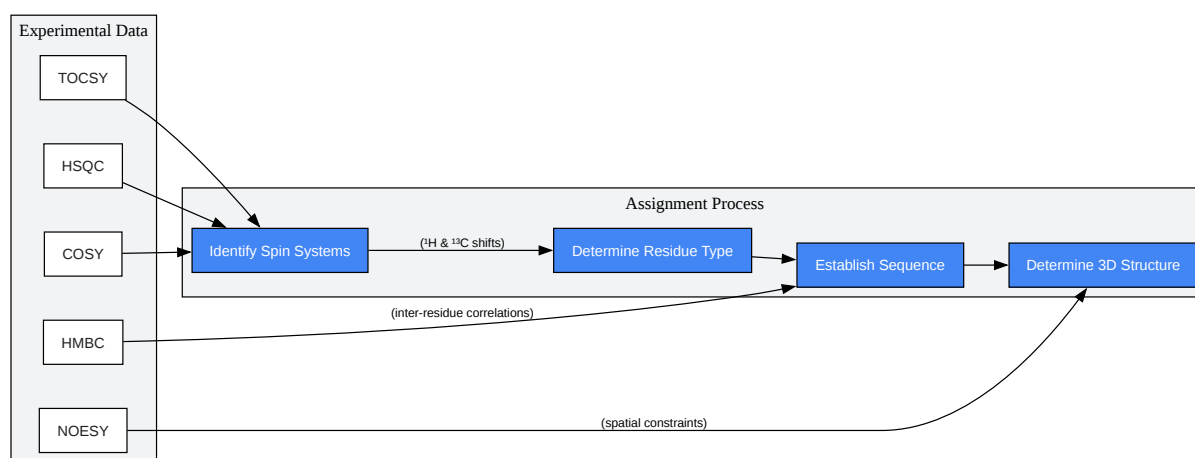 Experimental Data
TOCSY
HSQC
COSY
HMBC
NOESY
Assignment Process
Identify Spin Systems
(¹H & ¹³C shifts)
Determine Residue Type
Establish Sequence
Determine 3D Structure
(inter-residue correlations)
(spatial constraints)